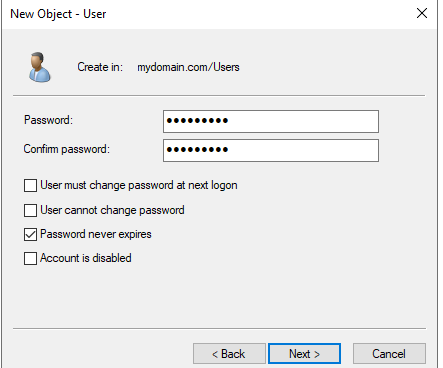 New Object - User
Create in: mydomain.com/Users
Password: ●●●●●●●●●
Confirm password: ●●●●●●●●●
User must change password at next logon
User cannot change password
Password never expires
Account is disabled
< Back Next > Cancel